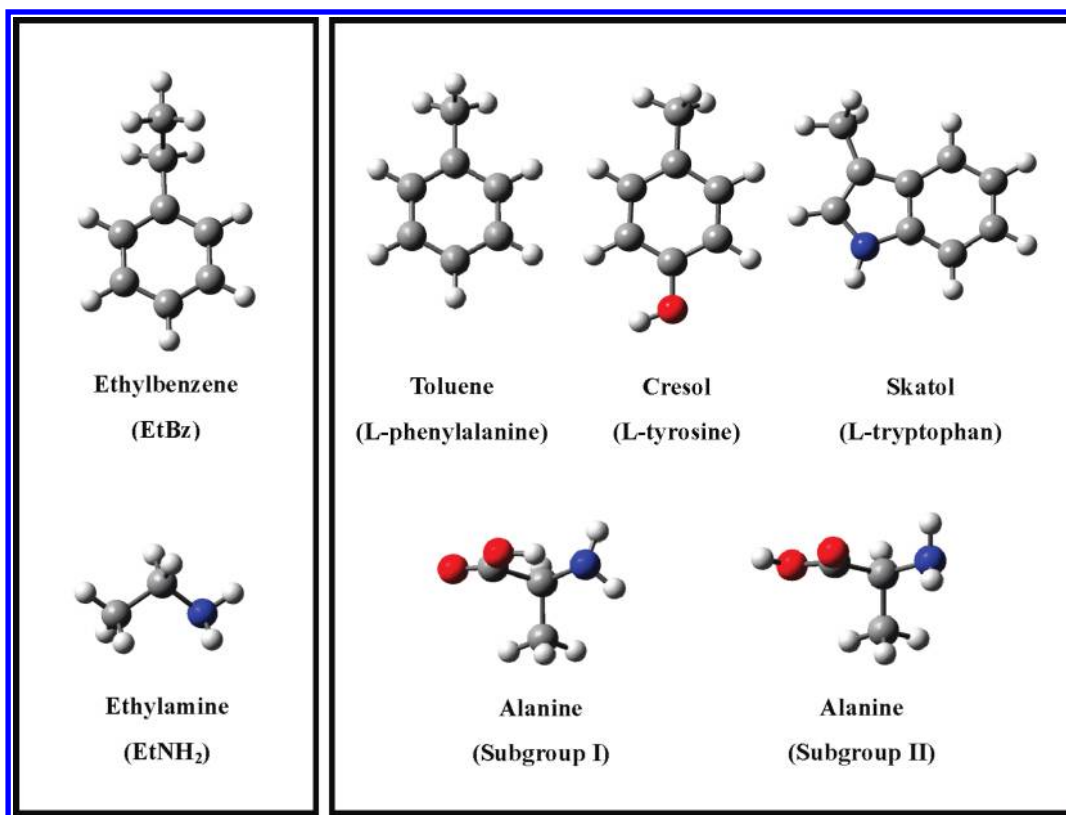 Ethylbenzene
(EtBz)
Ethylamine
(EtNH₂)
Toluene
(L-phenylalanine)
Cresol
(L-tyrosine)
Skatol
(L-tryptophan)
Alanine
(Subgroup I)
Alanine
(Subgroup II)